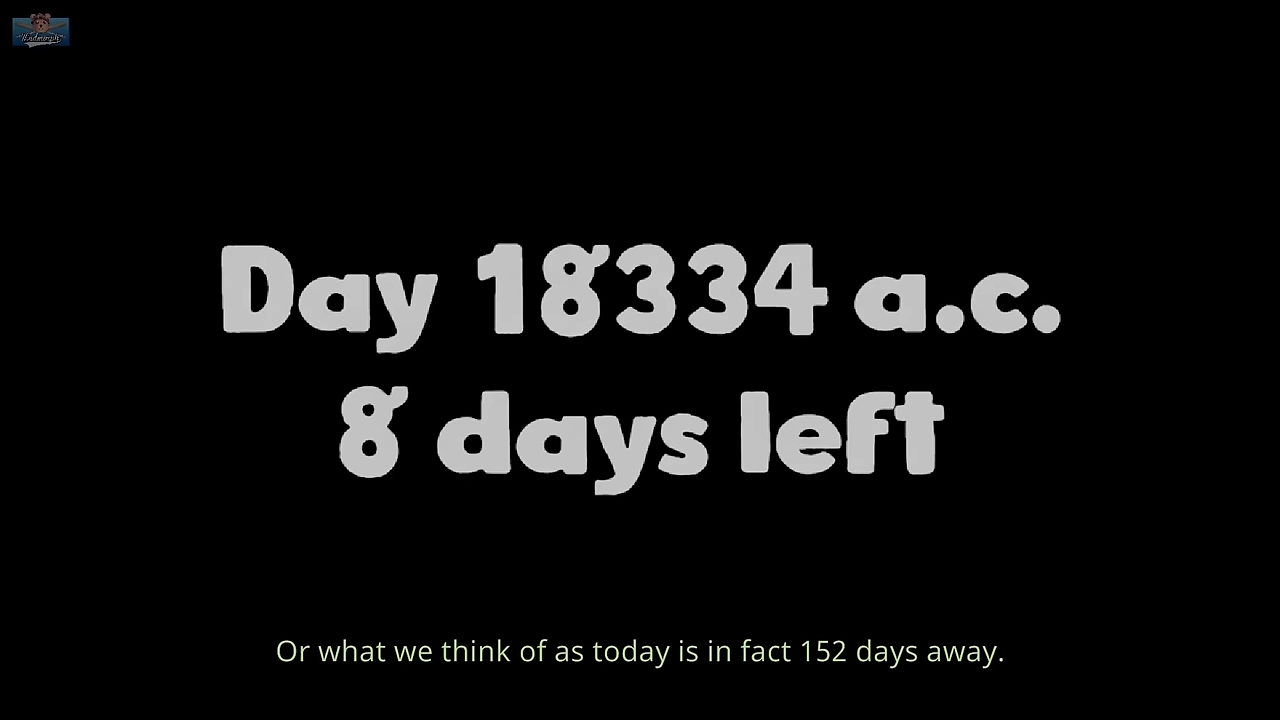 Day 18334 a.c.
8 days left
Or what we think of as today is in fact 152 days away.